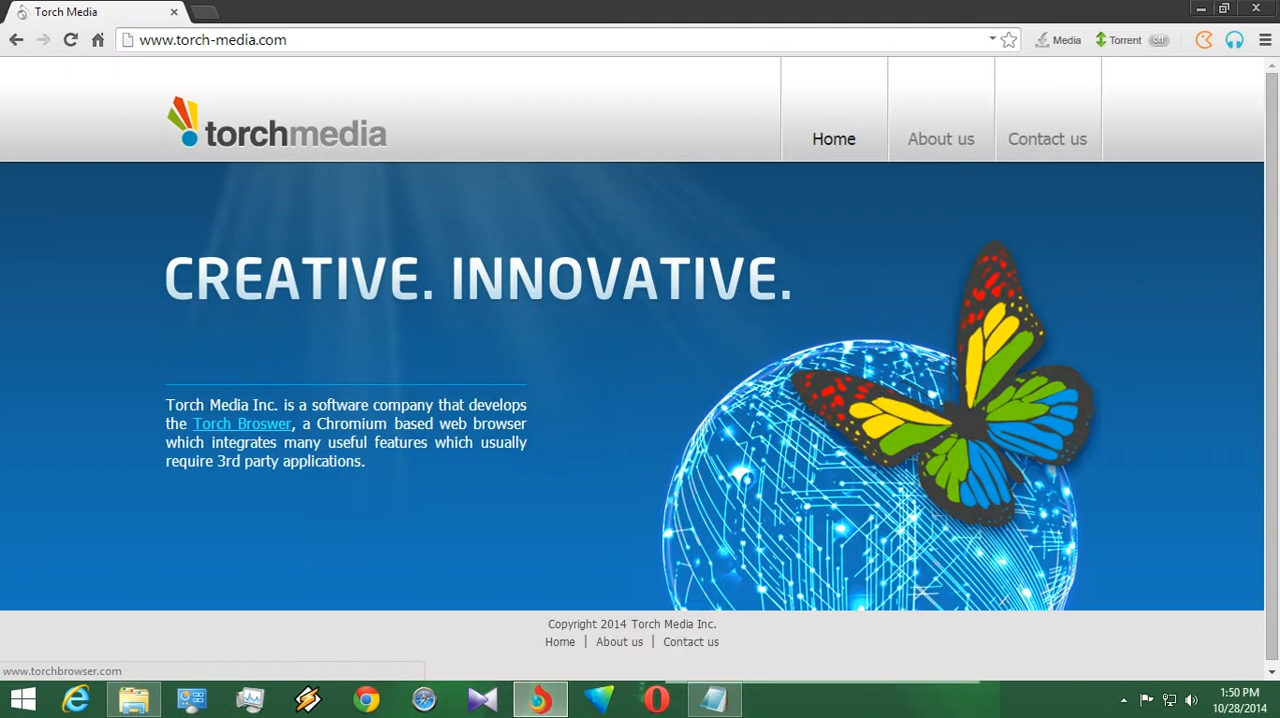 Torch Media
www.torch-media.com
Media
Torrent
off
torchmedia
Home
About us
Contact us
CREATIVE. INNOVATIVE.
Torch Media Inc. is a software company that develops
the Torch Broswer, a Chromium based web browser
which integrates many useful features which usually
require 3rd party applications.
Copyright 2014 Torch Media Inc.
Home | About us | Contact us
www.torchbrowser.com
1:50 PM
10/28/2014